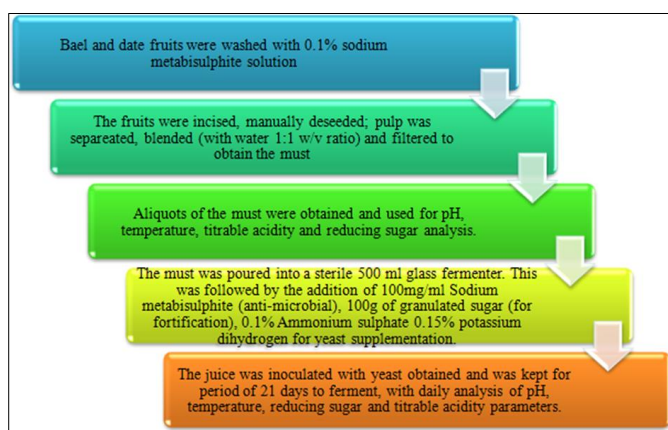 Bael and date fruits were washed with 0.1% sodium
metabisulphite solution
The fruits were incised, manually deseeded; pulp was
separeated, blended (with water 1:1 w/v ratio) and filtered to
obtain the must
Aliquots of the must were obtained and used for pH,
temperature, titrable acidity and reducing sugar analysis.
The must was poured into a sterile 500 ml glass fermenter. This
was followed by the addition of 100mg/ml Sodium
metabisulphite (anti-microbial), 100g of granulated sugar (for
fortification), 0.1% Ammonium sulphate 0.15% potassium
dihydrogen for yeast supplementation.
The juice was inoculated with yeast obtained and was kept for
period of 21 days to ferment, with daily analysis of pH,
temperature, reducing sugar and titrable acidity parameters.